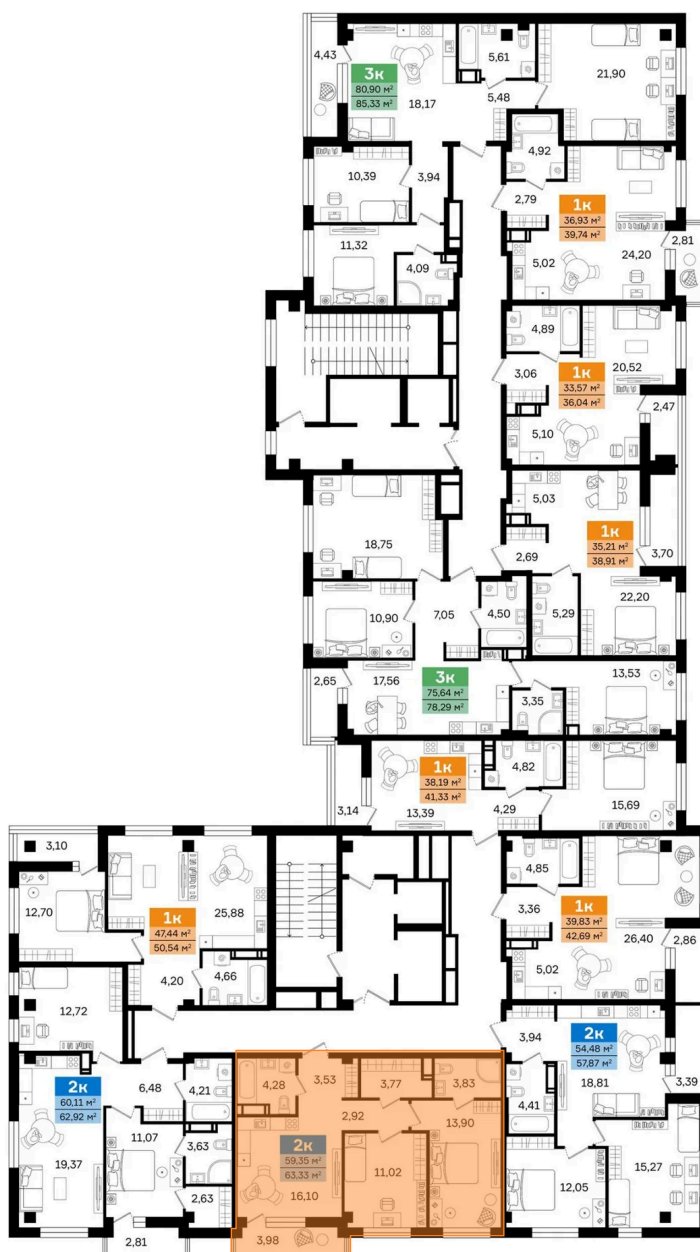 4,43
3к
80,90 м²
85,33 м²
18,17
5,61
5,48
21,90
10,39
3,94
4,92
2,79
1к
36,93 м²
39,74 м²
2,81
11,32
4,09
5,02
24,20
4,89
3,06
20,52
1к
33,57 м²
36,04 м²
2,47
5,10
18,75
5,03
1к
35,21 м²
38,91 м²
3,70
2,69
10,90
7,05
4,50
5,29
22,20
2,65
17,56
3к
75,64 м²
78,29 м²
3,35
13,53
1к
38,19 м²
41,33 м²
4,82
3,14
13,39
4,29
15,69
3,10
12,70
1к
47,44 м²
50,54 м²
25,88
4,85
3,36
1к
39,83 м²
42,69 м²
26,40
2,86
4,20
4,66
5,02
12,72
3,94
2к
54,48 м²
57,87 м²
18,81
3,39
2к
60,11 м²
62,92 м²
6,48
4,21
4,28
3,53
3,77
3,83
4,41
2,92
11,07
3,63
2к
59,35 м²
63,33 м²
13,90
19,37
16,10
11,02
15,27
12,05
2,63
2,81
3,98